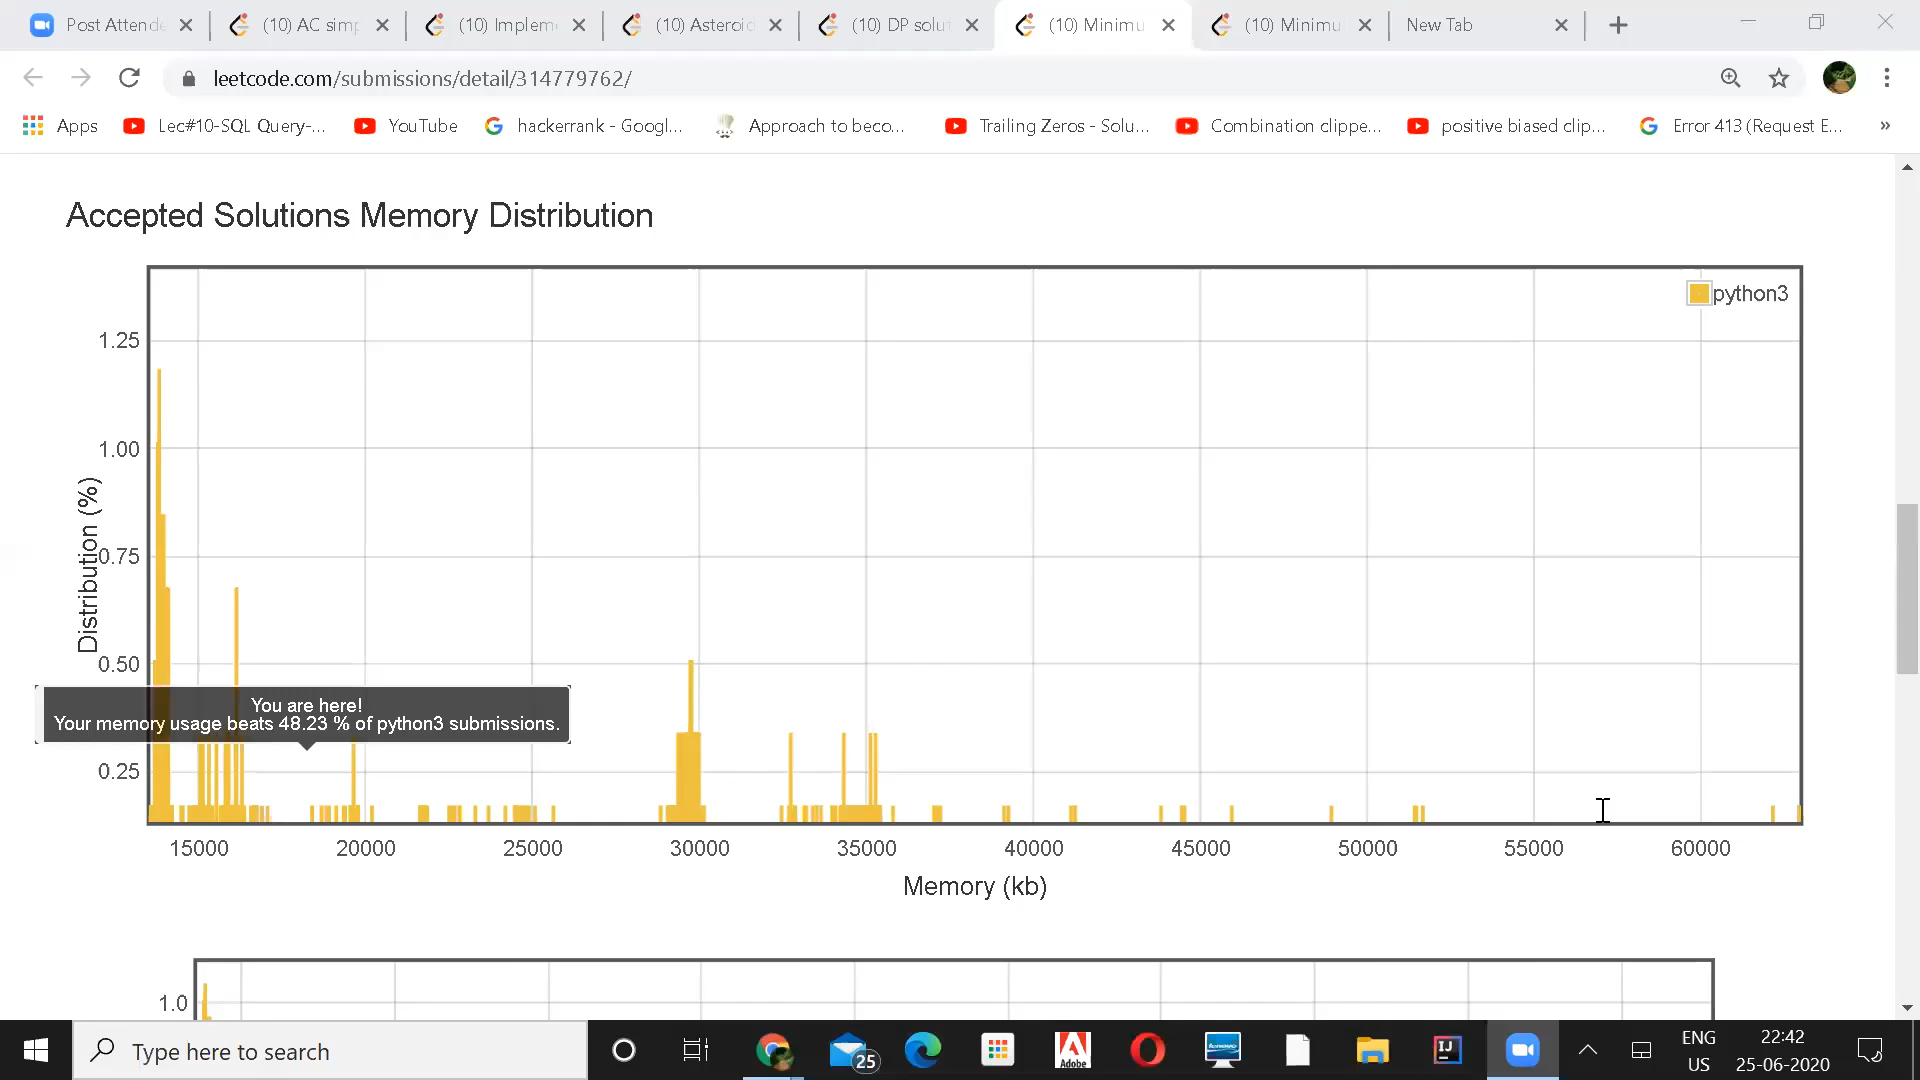 Post Attende
(10) AC simp
(10) Implem
(10) Asteroid
(10) DP solut
(10) Minimu
(10) Minimu
New Tab
leetcode.com/submissions/detail/314779762/
Apps
Lec#10-SQL Query-...
YouTube
hackerrank - Googl...
Approach to beco...
Trailing Zeros - Solu...
Combination clippe...
positive biased clip...
Error 413 (Request E...
»
Accepted Solutions Memory Distribution
python3
1.25
1.00
0.75
0.50
0.25
Distribution (%)
You are here!
Your memory usage beats 48.23 % of python3 submissions.
15000 20000 25000 30000 35000 40000 45000 50000 55000 60000
Memory (kb)
1.0
Type here to search
25
Adobe
IJ
ENG
US
22:42
25-06-2020